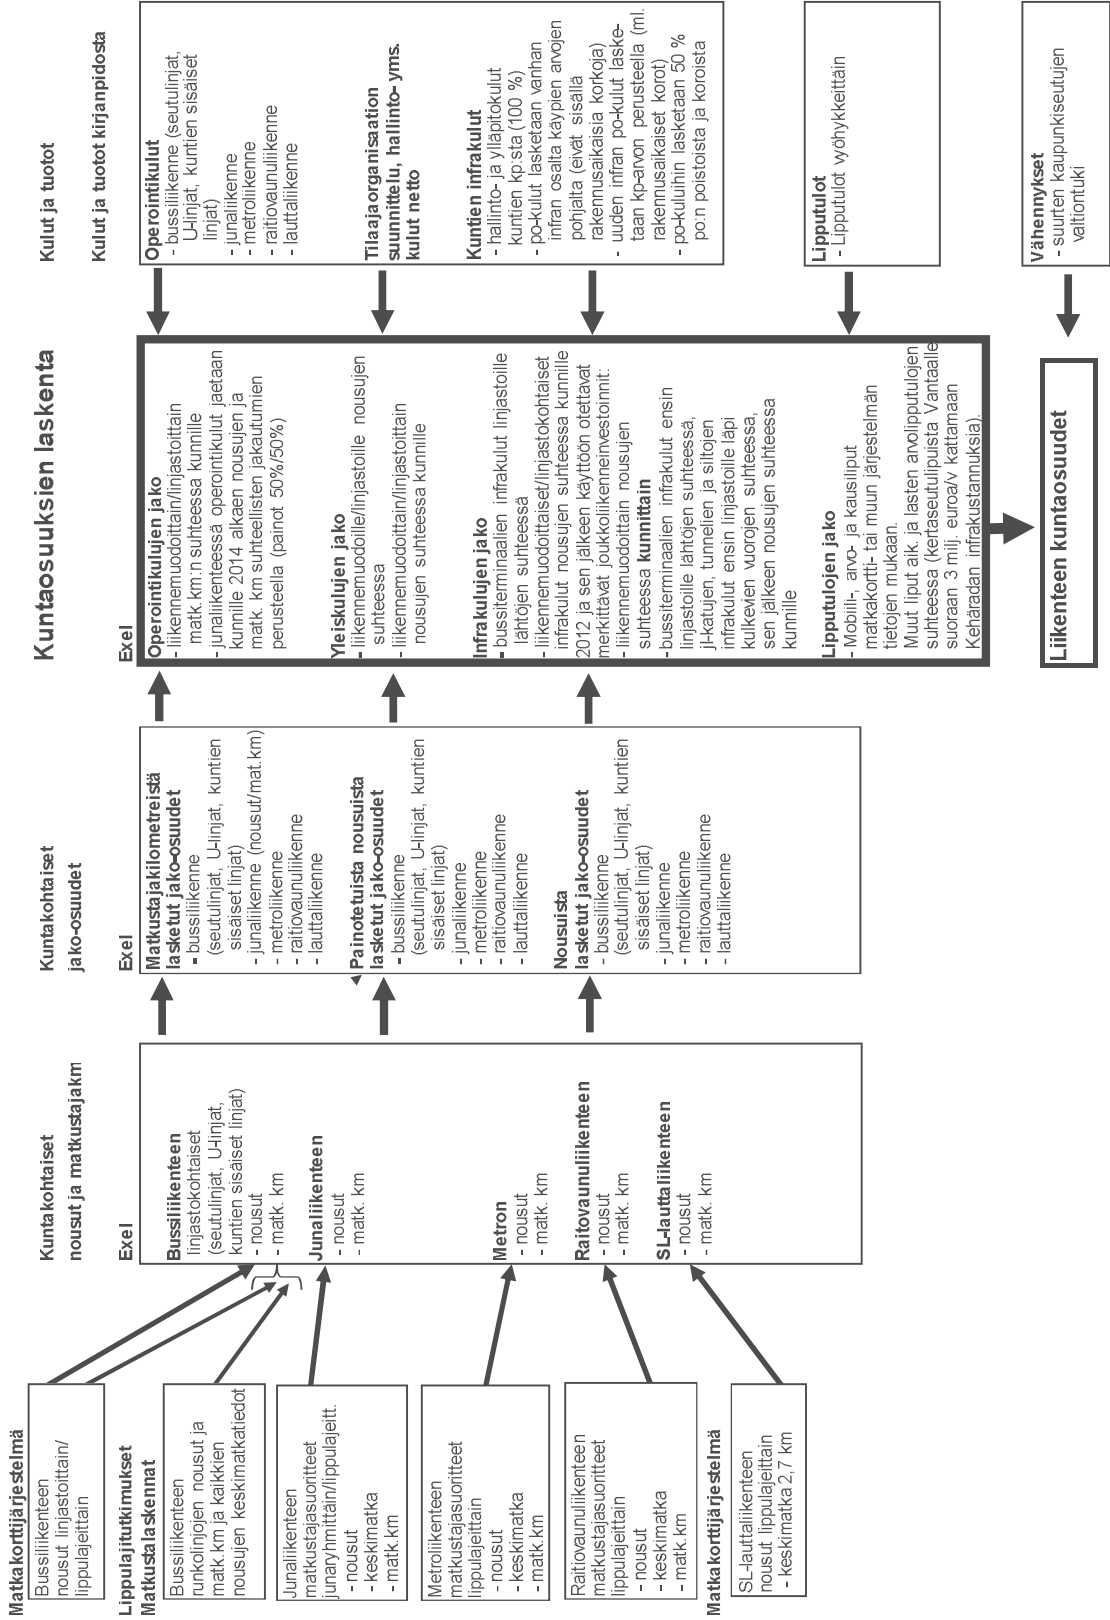 Kuntaosuuksien laskenta
Matkakorttijärjestelmä
Bussiliikenteen
nousut linjastoittain/
lippulajeittain
Lippulajitutkimukset
Matkustalaskennat
Bussiliikenteen
runkolinjojen nousut ja
matk.km ja kaikkien
nousujen keskimatkatiedot
Junaliikenteen
matkustajasuoritteet
junaryhmittäin/lippulajeitt.
- nousut
- keskimatka
- matk.km
Metroliikenteen
matkustajasuoritteet
lippulajeittain
- nousut
- keskimatka
- matk.km
Raitiovaunuliikenteen
matkustajasuoritteet
lippulajeittain
- nousut
- keskimatka
- matk.km
Matkakorttijärjestelmä
SL-lauttaliikenteen
nousut lippulajeittain
- keskimatka 2,7 km
Kuntakohtaiset
nousut ja matkustajakm
Exel
Bussiliikenteen
linjastokohtaiset
(seutulinjat, U-linjat,
kuntien sisäiset linjat)
- nousut
- matk. km
Junaliikenteen
- nousut
- matk. km
Metron
- nousut
- matk. km
Raitovaunuliikenteen
- nousut
- matk. km
SL-lauttaliikenteen
- nousut
- matk. km
Kuntakohtaiset
jako-osuudet
Exel
Matkustajakilometreistä
lasketut jako-osuudet
- bussiliikenne
(seutulinjat, U-linjat, kuntien
sisäiset linjat)
- junaliikenne (nousut/mat.km)
- metroliikenne
- raitiovaunuliikenne
- lauttaliikenne
Painotetuista nousuista
lasketut jako-osuudet
- bussiliikenne
(seutulinjat, U-linjat, kuntien
sisäiset linjat)
- junaliikenne
- metroliikenne
- raitiovaunuliikenne
- lauttaliikenne
Nousuista
lasketut jako-osuudet
- bussiliikenne
(seutulinjat, U-linjat, kuntien
sisäiset linjat)
- junaliikenne
- metroliikenne
- raitiovaunuliikenne
- lauttaliikenne
Exel
Operointikulujen jako
- liikennemuodoittain/linjastoittain
matk.km:n suhteessa kunnille
- junaliikenteessä operointikulut jaetaan
kunnille 2014 alkaen nousujen ja
matk. km suhteellisten jakautumien
perusteella (painot 50%/50%)
Yleiskulujen jako
- liikennemuodoille/linjastoille nousujen
suhteessa
- liikennemuodoittain/linjastoittain
nousujen suhteessa kunnille
Infrakulujen jako
- bussiterminaalien infrakulut linjastoille
lähtöjen suhteessä
- liikennemuodoittaiset/linjastokohtaiset
infrakulut nousujen suhteessa kunnille
2012 ja sen jälkeen käyttöön otettavat
merkittävät joukkoliikenneinvestoinnit:
- liikennemuodoittain nousujen
suhteessa kunnittain
- bussiterminaalien infrakulut ensin
linjastoille lähtöjen suhteessä,
jl-katujen, tunnelien ja siltojen
infrakulut ensin linjastoille läpi
kulkevien vuorojen suhteessa,
sen jälkeen nousujen suhteessa
kunnille
Lipputulojen jako
- Mobiili-, arvo- ja kausiliput
matkakortti- tai muun järjestelmän
tietojen mukaan.
Muut liput aik. ja lasten arvolipputulojen
suhteessa (kertaseutulipuista Vantaalle
suoraan 3 milj. euroa/v kattamaan
Kehäradan infrakustannuksia).
Liikenteen kuntaosuudet
Kulut ja tuotot
Kulut ja tuotot kirjanpidosta
Operointikulut
- bussiliikenne (seutulinjat,
U-linjat, kuntien sisäiset
linjat)
- junaliikenne
- metroliikenne
- raitiovaunuliikenne
- lauttaliikenne
Tilaajaorganisaation
suunnittelu, hallinto- yms.
kulut netto
Kuntien infrakulut
- hallinto- ja ylläpitokulut
kuntien kp:sta (100 %)
- po-kulut lasketaan vanhan
infran osalta käypien arvojen
pohjalta (eivät sisällä
rakennusaikaisia korkoja)
- uuden infran po-kulut laske-
taan kp-arvon perusteella (ml.
rakennusaikaiset korot)
- po-kuluihin lasketaan 50 %
po:n poistoista ja koroista
Lipputulot
- Lipputulot wyöhykkeittäin
Vähennykset
- suurten kaupunkiseutujen
valtiontuki